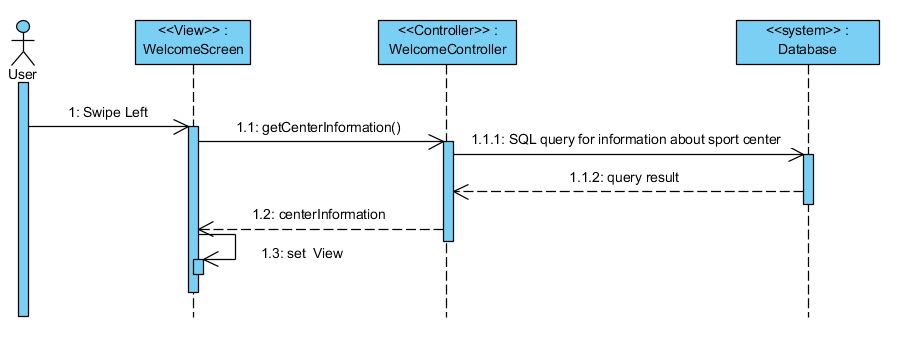 <<View>> :
WelcomeScreen
<<Controller>> :
WelcomeController
<<system>> :
Database
User
1: Swipe Left
1.1: getCenterInformation()
1.1.1: SQL query for information about sport center
1.1.2: query result
1.2: centerInformation
1.3: set  View